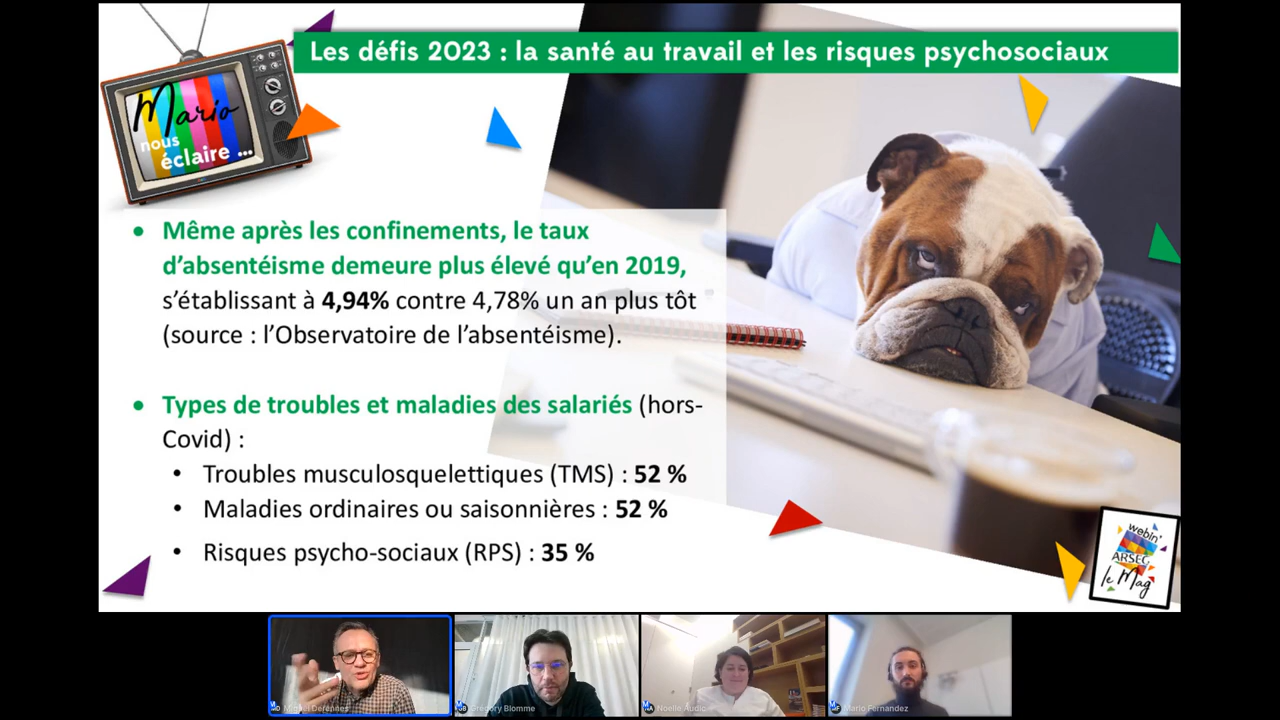 Les défis 2023 : la santé au travail et les risques psychosociaux
Mario
nous
éclaire ...
• Même après les confinements, le taux
d’absentéisme demeure plus élevé qu’en 2019,
s’établissant à 4,94% contre 4,78% un an plus tôt
(source : l’Observatoire de l’absentéisme).
• Types de troubles et maladies des salariés (hors-
Covid) :
• Troubles musculosquelettiques (TMS) : 52 %
• Maladies ordinaires ou saisonnières : 52 %
• Risques psycho-sociaux (RPS) : 35 %
webin'
ARSEG
le Mag
Miguel Derennes
Grégory Blomme
Noëlle Audic
Mario Fernandez